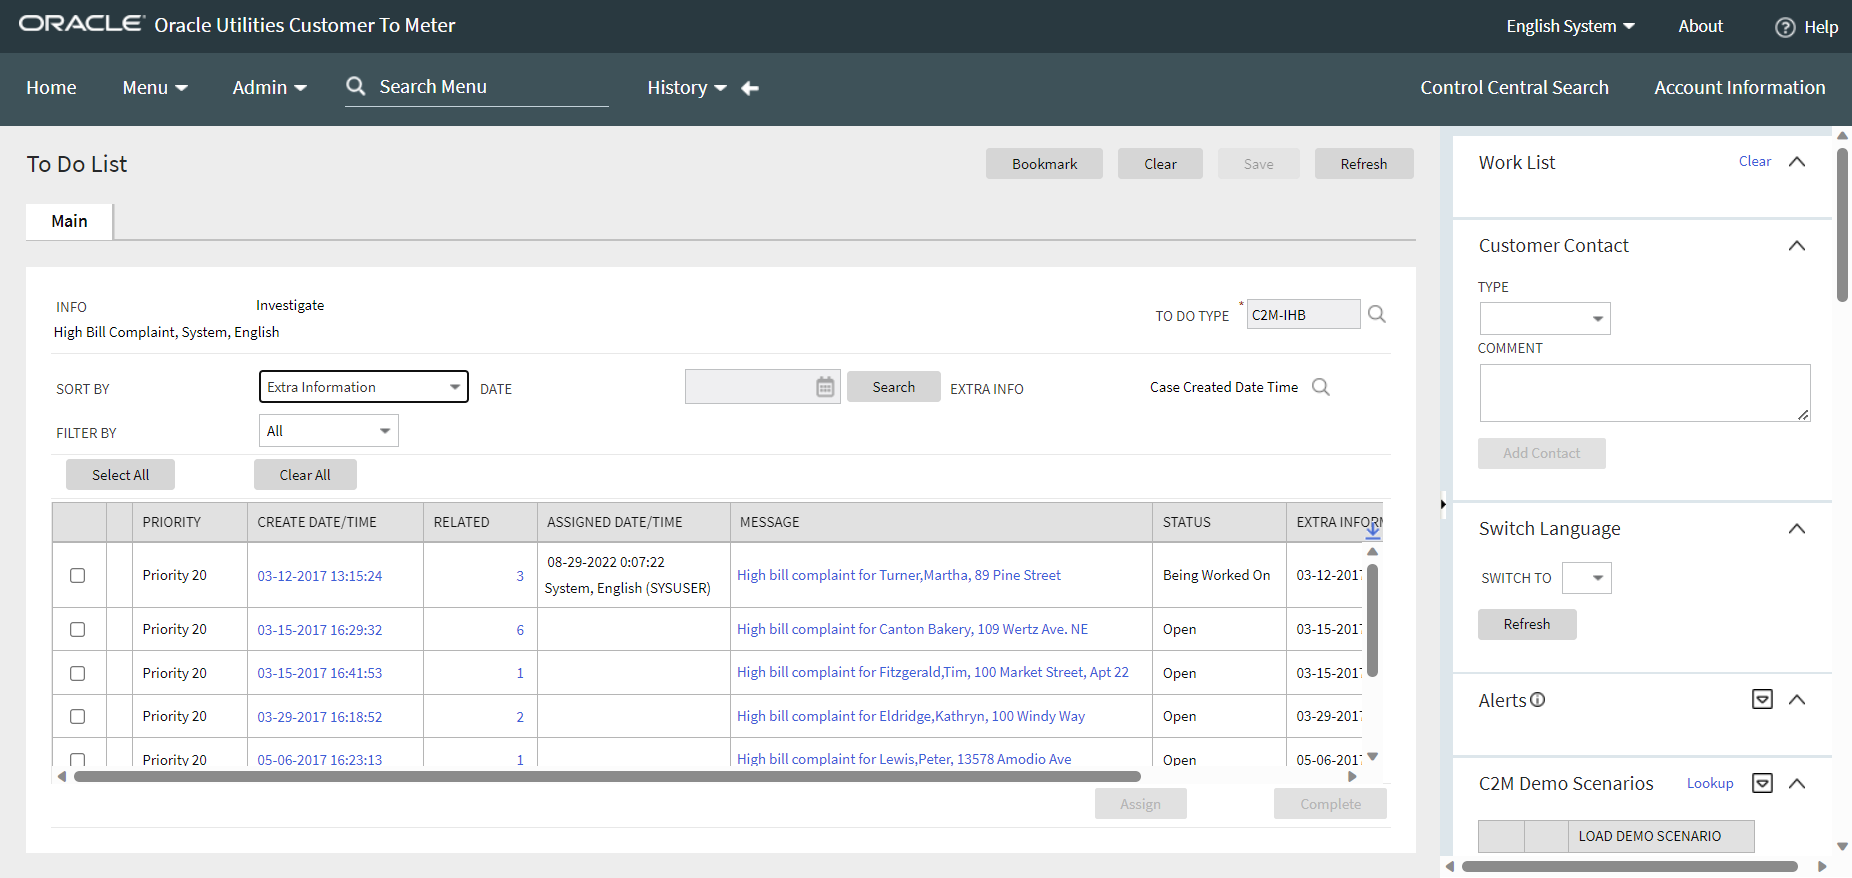 ORACLE Oracle Utilities Customer To Meter English System About Help
Home Menu Admin Search Menu History Control Central Search Account Information
To Do List Bookmark Clear Save Refresh
Main
INFO Investigate
High Bill Complaint, System, English
TO DO TYPE * C2M-IHB
SORT BY Extra Information DATE Search EXTRA INFO Case Created Date Time
FILTER BY All
Select All Clear All
PRIORITY CREATE DATE/TIME RELATED ASSIGNED DATE/TIME MESSAGE STATUS EXTRA INFORM
Priority 20 03-12-2017 13:15:24 3 08-29-2022 0:07:22 System, English (SYSUSER) High bill complaint for Turner,Martha, 89 Pine Street Being Worked On 03-12-2017
Priority 20 03-15-2017 16:29:32 6 High bill complaint for Canton Bakery, 109 Wertz Ave. NE Open 03-15-2017
Priority 20 03-15-2017 16:41:53 1 High bill complaint for Fitzgerald,Tim, 100 Market Street, Apt 22 Open 03-15-2017
Priority 20 03-29-2017 16:18:52 2 High bill complaint for Eldridge,Kathryn, 100 Windy Way Open 03-29-2017
Priority 20 05-06-2017 16:23:13 1 High bill complaint for Lewis,Peter, 13578 Amodio Ave Open 05-06-2017
Assign Complete
Work List Clear
Customer Contact
TYPE
COMMENT
Add Contact
Switch Language
SWITCH TO
Refresh
Alerts
C2M Demo Scenarios Lookup
LOAD DEMO SCENARIO